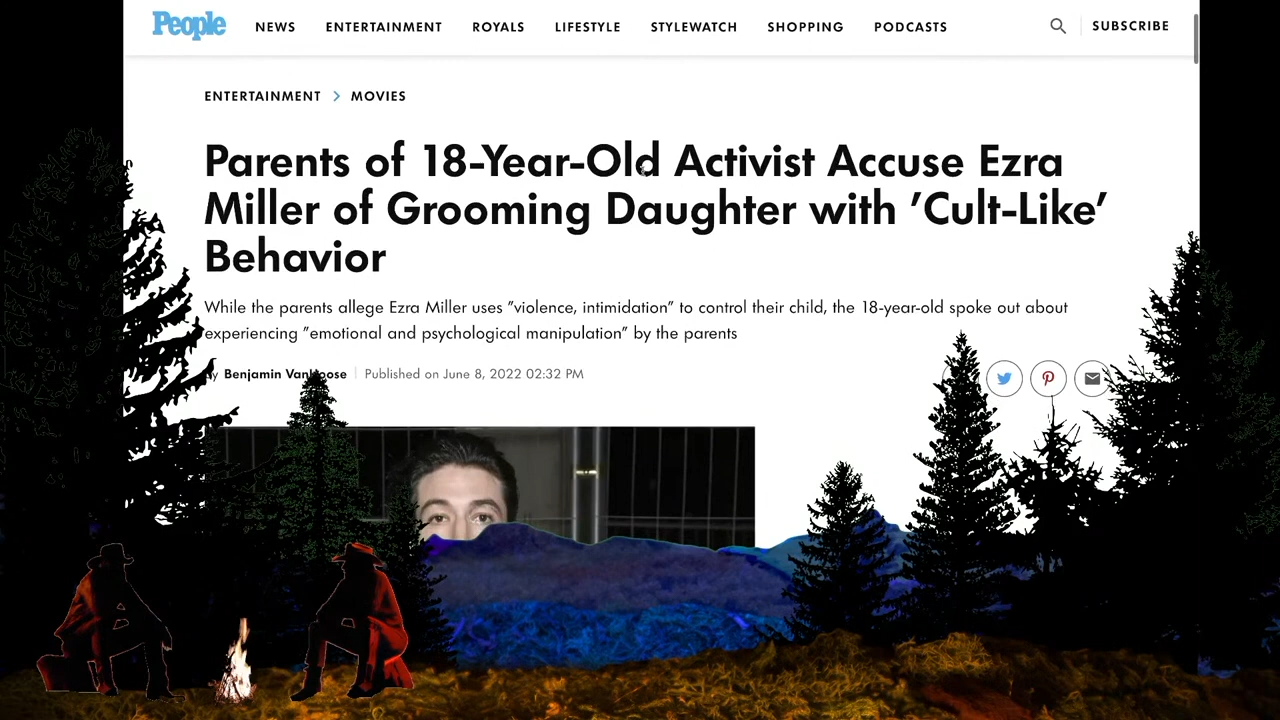 People NEWS ENTERTAINMENT ROYALS LIFESTYLE STYLEWATCH SHOPPING PODCASTS SUBSCRIBE
ENTERTAINMENT > MOVIES
Parents of 18-Year-Old Activist Accuse Ezra
Miller of Grooming Daughter with 'Cult-Like'
Behavior
While the parents allege Ezra Miller uses "violence, intimidation" to control their child, the 18-year-old spoke out about
experiencing "emotional and psychological manipulation" by the parents
Benjamin VanHoose Published on June 8, 2022 02:32 PM